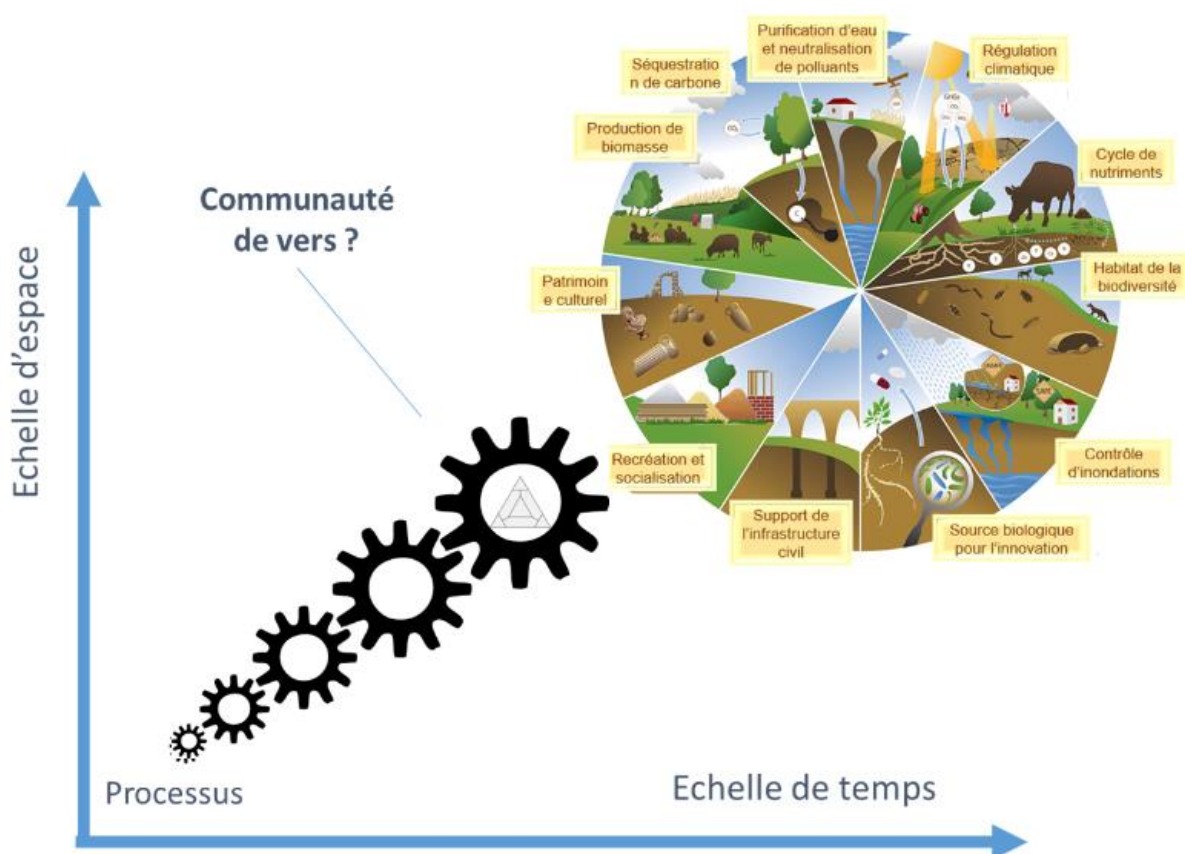 Purification d'eau
et neutralisation
de polluants
Séquestratio
n de carbone
Régulation
climatique
Production de
biomasse
Cycle de
nutriments
Communauté
de vers ?
Patrimoin
e culturel
Habitat de la
biodiversité
Echelle d'espace
Recréation et
socialisation
Contrôle
d'inondations
Support de
l'infrastructure
civil
Source biologique
pour l'innovation
Processus
Echelle de temps
CO₂
C